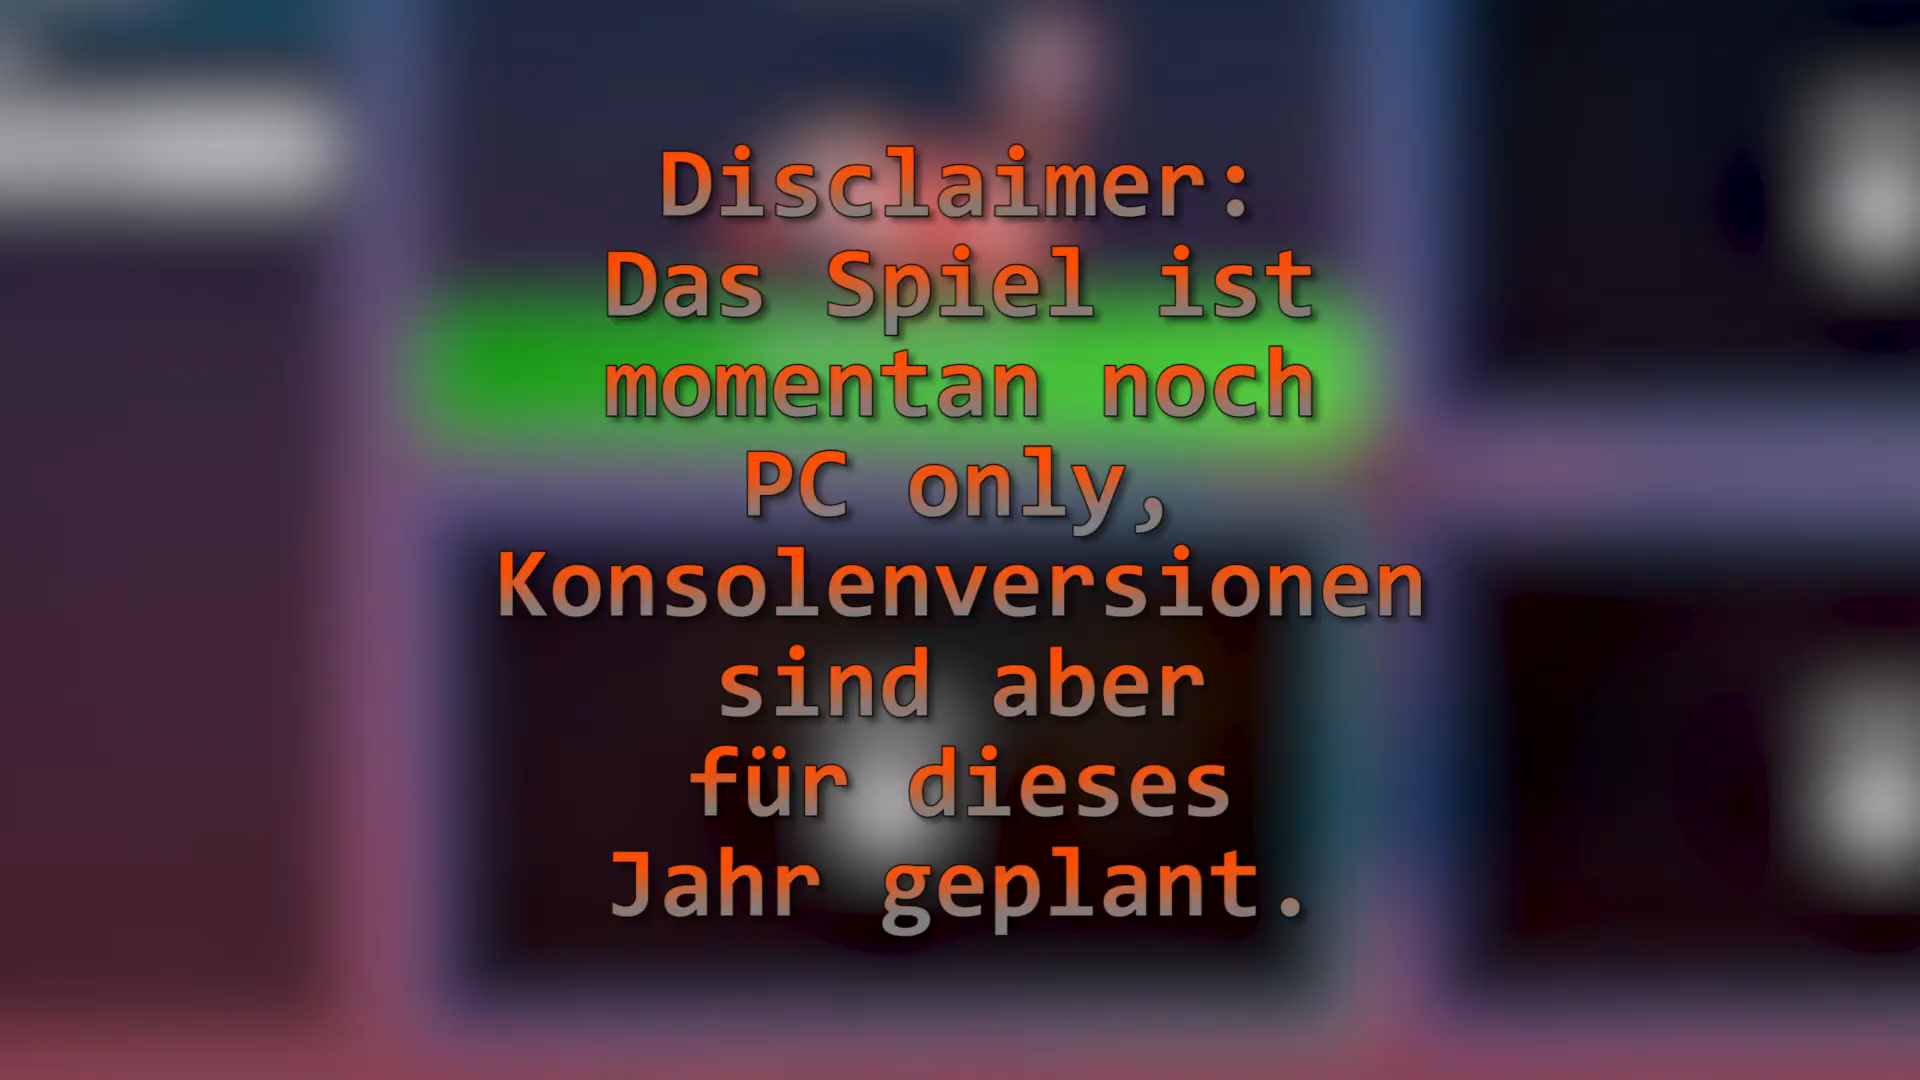 Disclaimer:
Das Spiel ist
momentan noch
PC only,
Konsolenversionen
sind aber
für dieses
Jahr geplant.